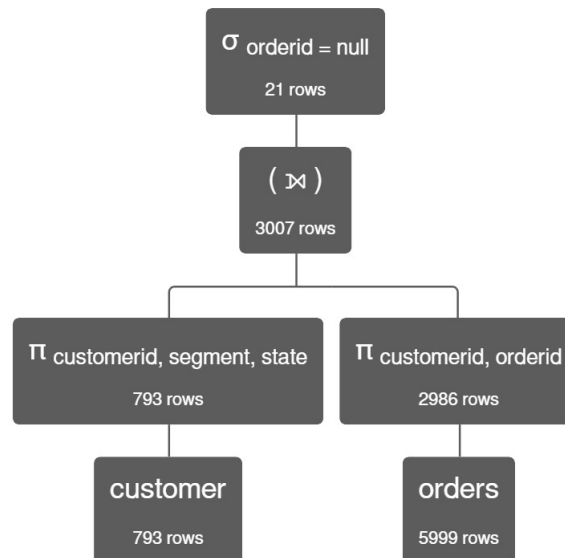 σ orderid = null
21 rows
( ⟕ )
3007 rows
π customerid, segment, state
793 rows
π customerid, orderid
2986 rows
customer
793 rows
orders
5999 rows